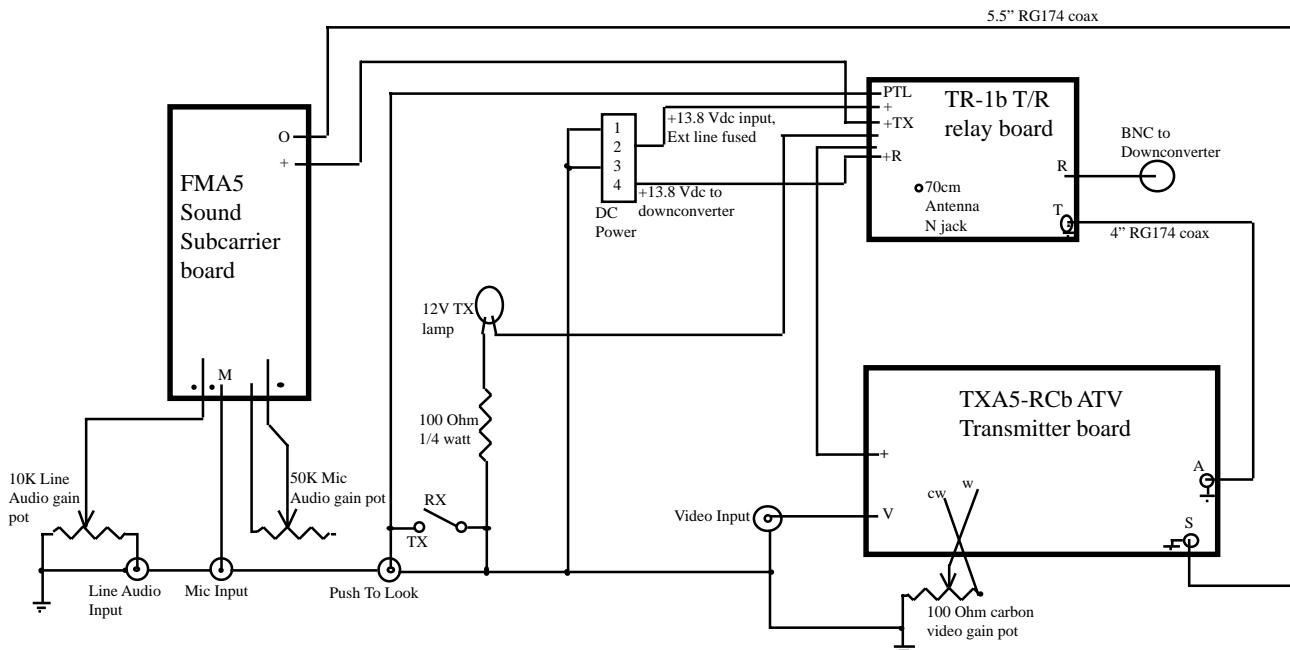 5.5” RG174 coax
PTL
+
+TX
+R
TR-1b T/R
relay board
R
T
70cm
Antenna
N jack
BNC to
Downconverter
4” RG174 coax
+13.8 Vdc input,
Ext line fused
1
2
3
4
DC
Power
+13.8 Vdc to
downconverter
O
+
FMA5
Sound
Subcarrier
board
M
12V TX
lamp
100 Ohm
1/4 watt
10K Line
Audio gain
pot
50K Mic
Audio gain pot
RX
TX
Line Audio
Input
Mic Input
Push To Look
Video Input
TXA5-RCb ATV
Transmitter board
+
V
cw
w
A
S
100 Ohm carbon
video gain pot